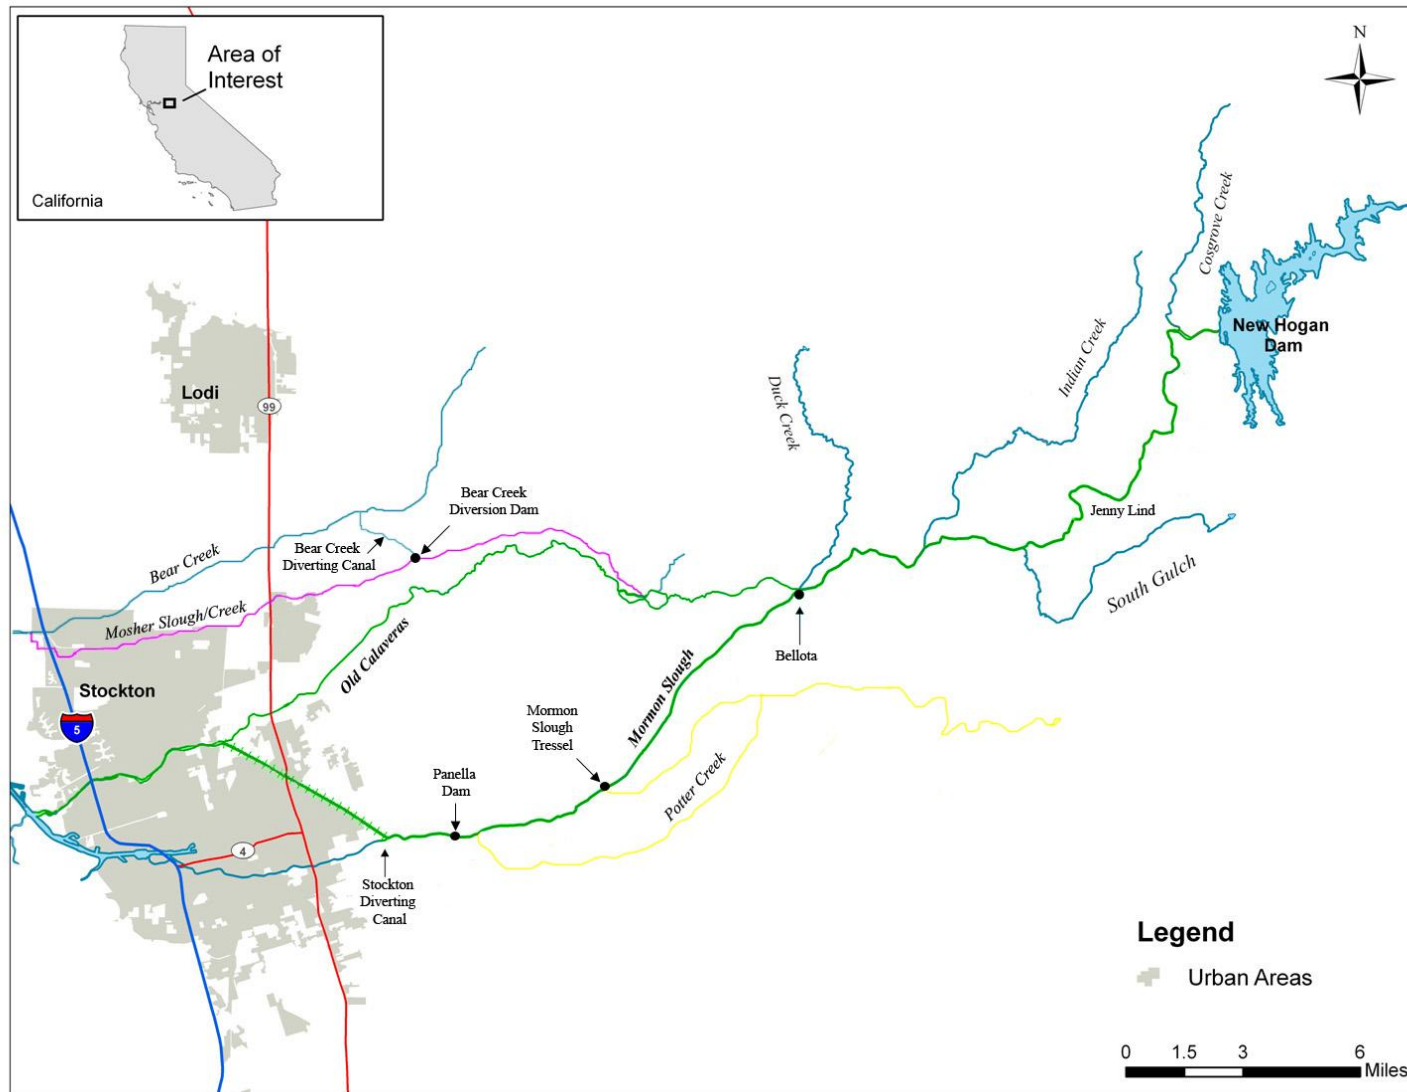 Area of
Interest
California
N
Cosgrove Creek
New Hogan
Dam
Indian Creek
Duck Creek
Lodi
99
Bear Creek
Diversion Dam
Jenny Lind
Bear Creek
Diverting Canal
Bear Creek
South Gulch
Mosher Slough/Creek
Old Calaveras
Bellota
Stockton
Mormon Slough
5
Mormon
Slough
Tressel
Panella
Dam
Potter Creek
4
Stockton
Diverting
Canal
Legend
Urban Areas
0 1.5 3 6
Miles